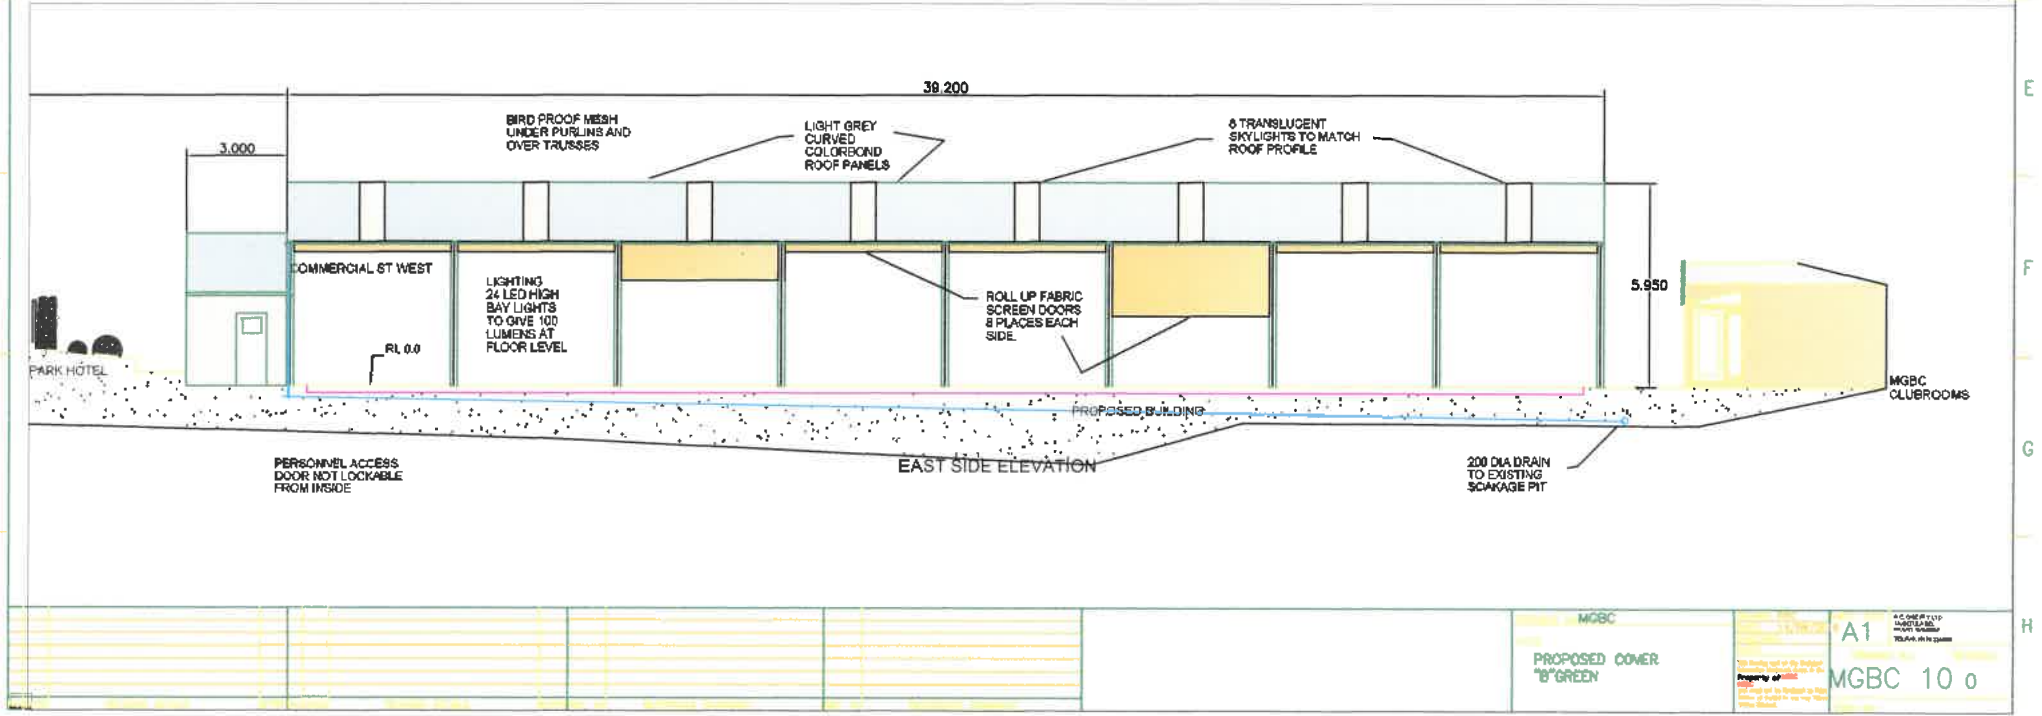 39.200
3.000
BIRD PROOF MESH
UNDER PURLINS AND
OVER TRUSSES
LIGHT GREY
CURVED
COLORBOND
ROOF PANELS
8 TRANSLUCENT
SKYLIGHTS TO MATCH
ROOF PROFILE
E
COMMERCIAL ST WEST
LIGHTING
24 LED HIGH
BAY LIGHTS
TO GIVE 100
LUMENS AT
FLOOR LEVEL
ROLL UP FABRIC
SCREEN DOORS
8 PLACES EACH
SIDE.
5.950
F
RL 0.0
PARK HOTEL
MGBC
CLUBROOMS
PROPOSED BUILDING
PERSONNEL ACCESS
DOOR NOT LOCKABLE
FROM INSIDE
EAST SIDE ELEVATION
200 DIA DRAIN
TO EXISTING
SOAKAGE PIT
G
MGBC
PROPOSED COVER
"B" GREEN
Property of
A1
MGBC 10 0
H